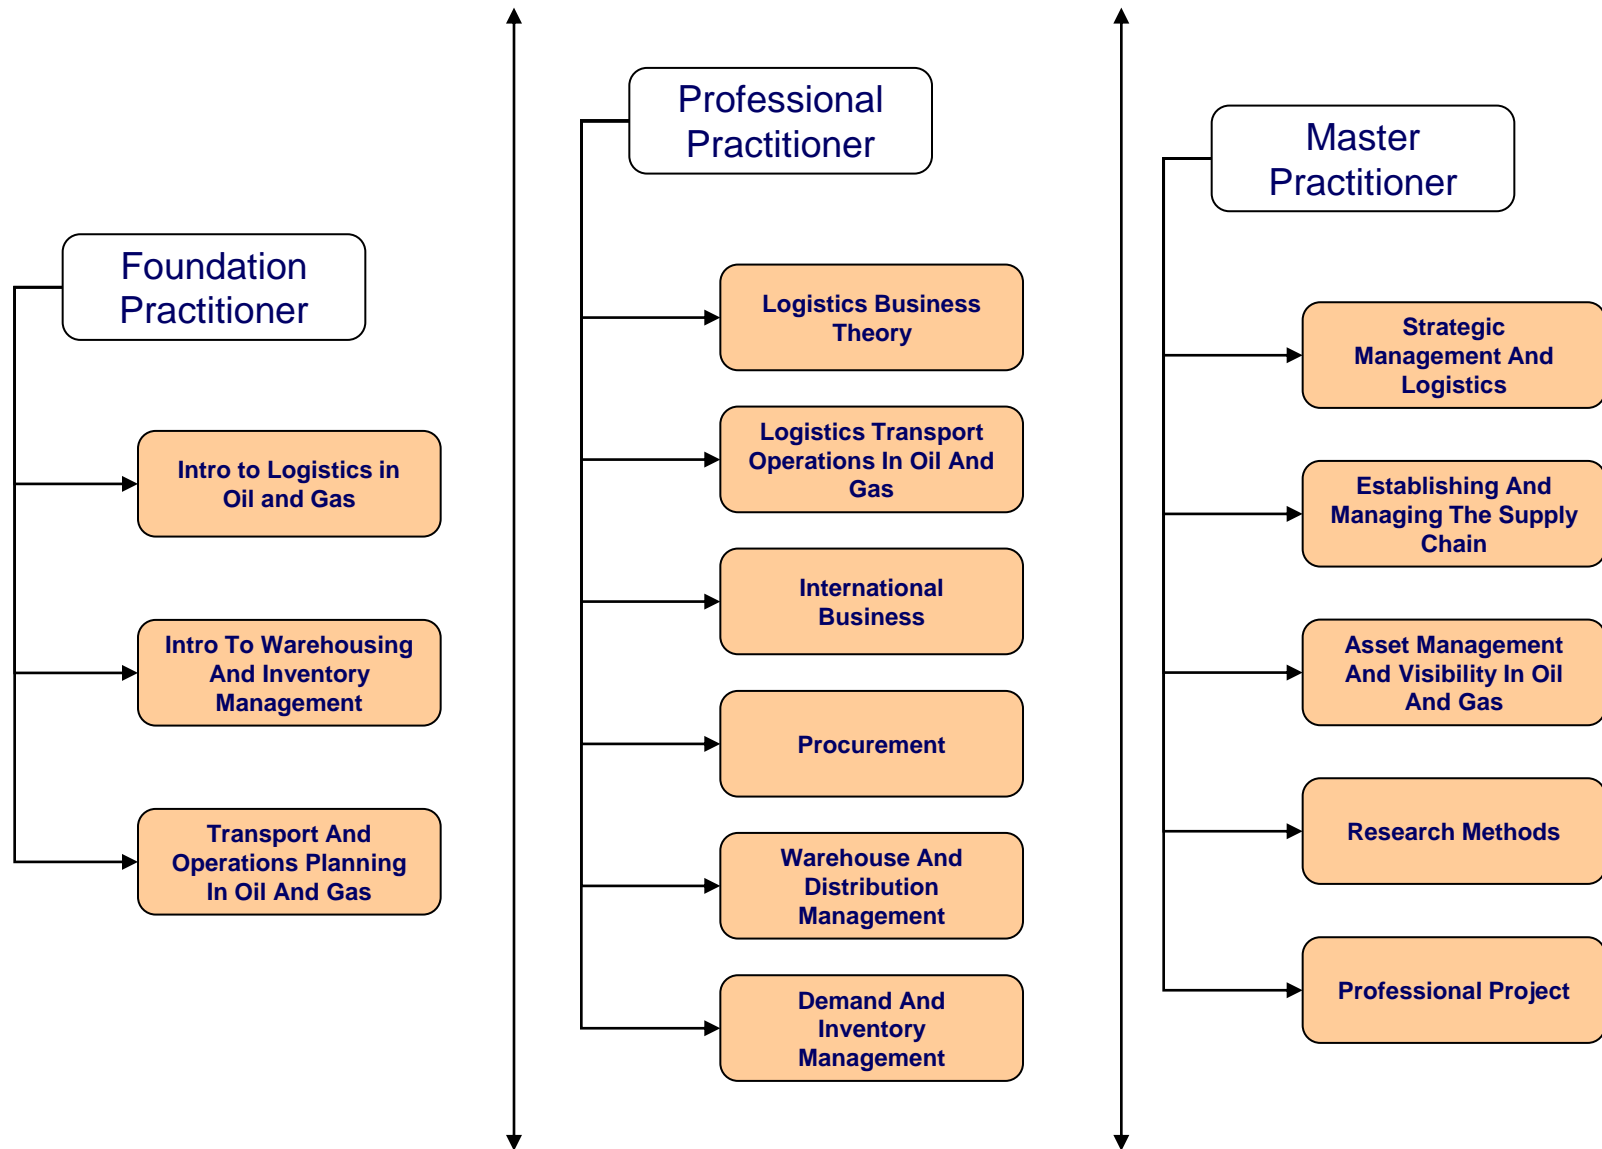 Foundation
Practitioner
Intro to Logistics in
Oil and Gas
Intro To Warehousing
And Inventory
Management
Transport And
Operations Planning
In Oil And Gas
Professional
Practitioner
Logistics Business
Theory
Logistics Transport
Operations In Oil And
Gas
International
Business
Procurement
Warehouse And
Distribution
Management
Demand And
Inventory
Management
Master
Practitioner
Strategic
Management And
Logistics
Establishing And
Managing The Supply
Chain
Asset Management
And Visibility In Oil
And Gas
Research Methods
Professional Project